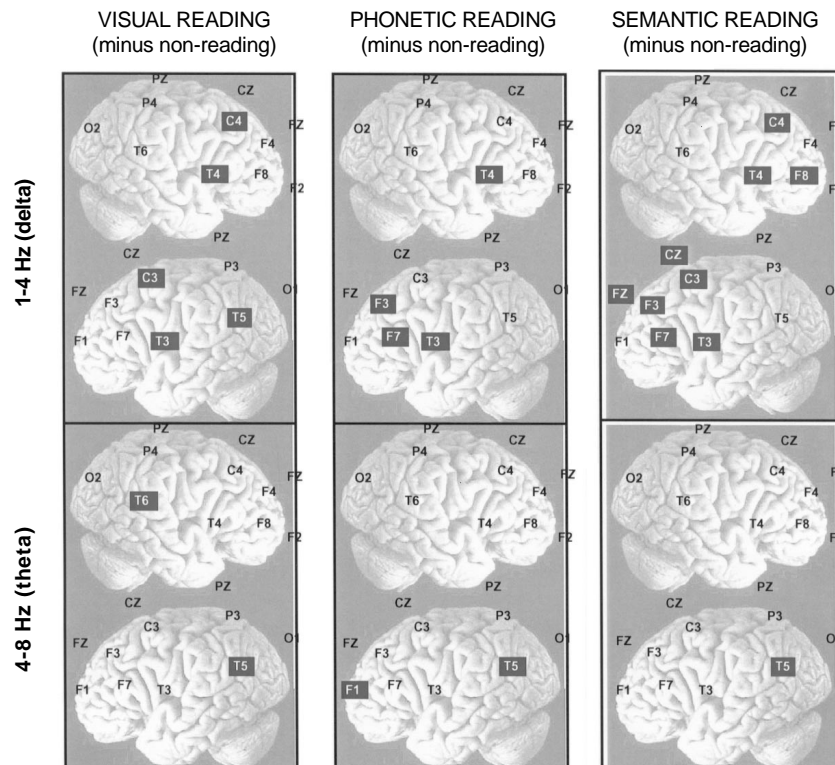 VISUAL READING
(minus non-reading)
PHONETIC READING
(minus non-reading)
SEMANTIC READING
(minus non-reading)
1-4 Hz (delta)
PZ
CZ
P4
C4
O2
FZ
T6
F4
T4
F8
F2
PZ
CZ
P3
C3
FZ
F3
O1
T5
F7
T3
F1
PZ
CZ
P4
C4
O2
FZ
T6
F4
T4
F8
F2
PZ
CZ
P3
C3
FZ
F3
O1
T5
F7
T3
F1
PZ
CZ
P4
C4
O2
T6
F4
T4
F8
PZ
CZ
P3
C3
FZ
F3
T5
F7
T3
F1
4-8 Hz (theta)
PZ
CZ
P4
C4
O2
FZ
T6
F4
T4
F8
F2
PZ
CZ
P3
C3
FZ
F3
O1
T5
F7
T3
F1
PZ
CZ
P4
C4
O2
FZ
T6
F4
T4
F8
F2
PZ
CZ
P3
C3
FZ
F3
O1
T5
F7
T3
F1
PZ
CZ
P4
C4
O2
T6
F4
T4
F8
PZ
CZ
P3
C3
FZ
F3
T5
F7
T3
F1